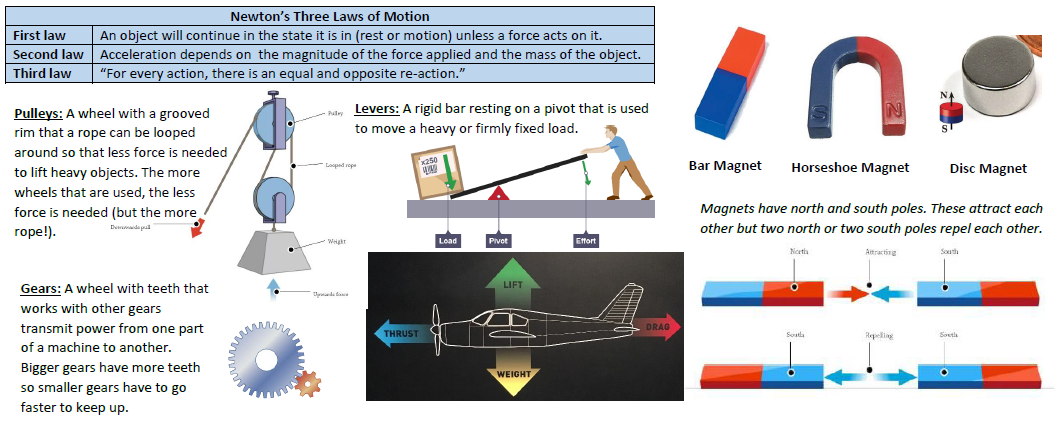 Newton's Three Laws of Motion
First law An object will continue in the state it is in (rest or motion) unless a force acts on it.
Second law Acceleration depends on the magnitude of the force applied and the mass of the object.
Third law "For every action, there is an equal and opposite re-action."
Pulleys: A wheel with a grooved
rim that a rope can be looped
around so that less force is needed
to lift heavy objects. The more
wheels that are used, the less
force is needed (but the more
rope!).
Pulley
Looped rope
Downwards pull
Weight
Upwards force
Gears: A wheel with teeth that
works with other gears
transmit power from one part
of a machine to another.
Bigger gears have more teeth
so smaller gears have to go
faster to keep up.
Levers: A rigid bar resting on a pivot that is used
to move a heavy or firmly fixed load.
x250
Load
Pivot
Effort
LIFT
THRUST
DRAG
WEIGHT
S
N
N
S
Bar Magnet
Horseshoe Magnet
Disc Magnet
Magnets have north and south poles. These attract each
other but two north or two south poles repel each other.
North
Attracting
South
South
Repelling
South